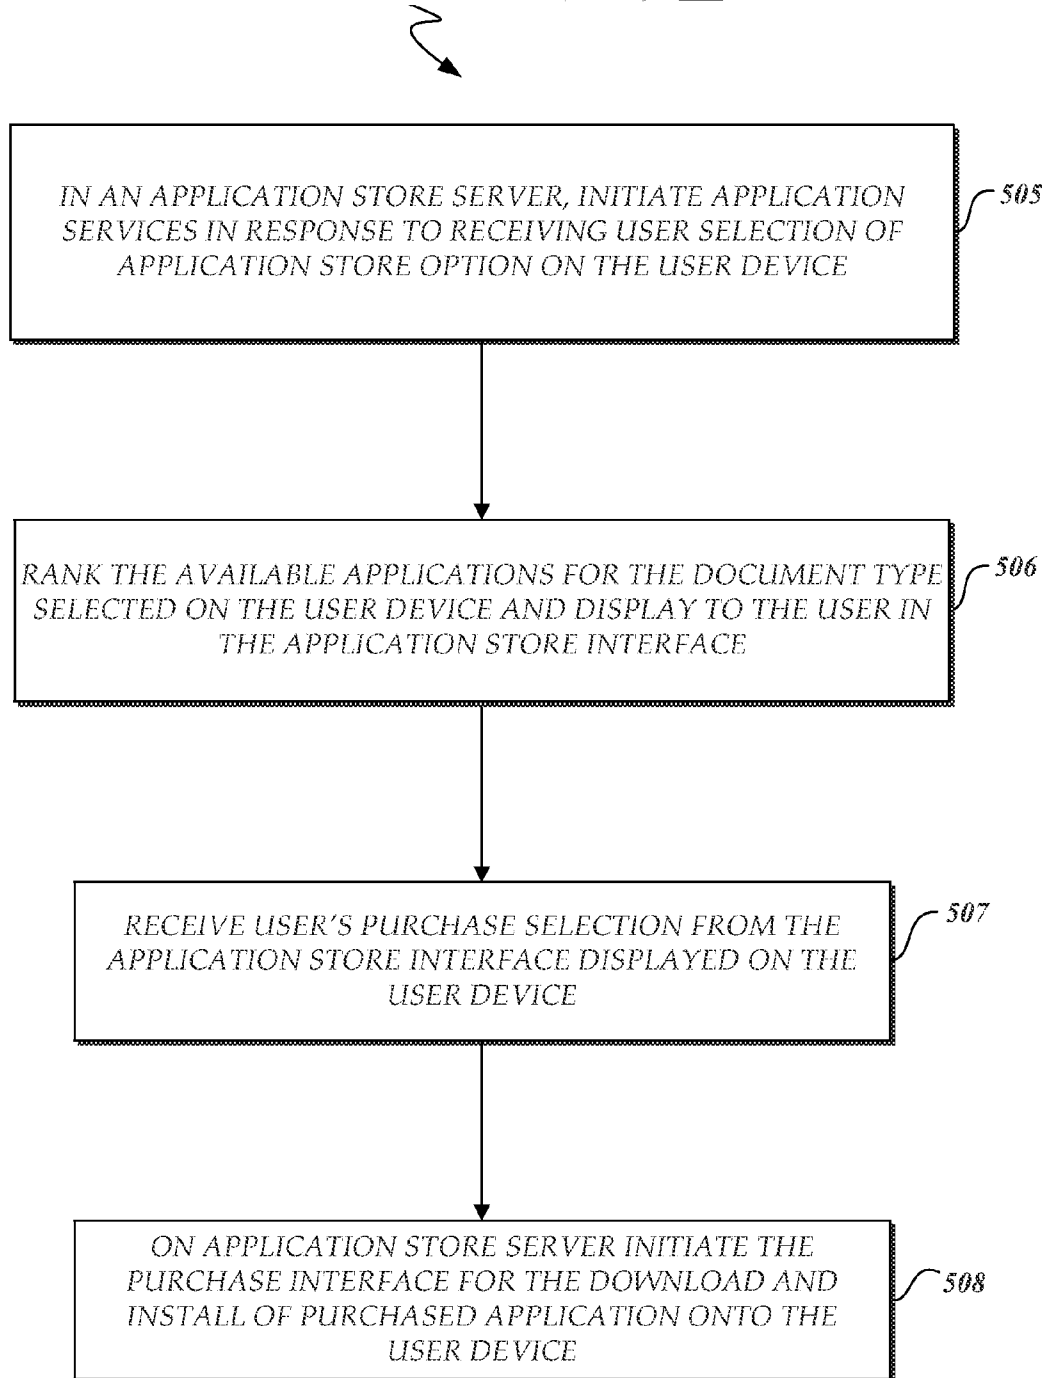 IN AN APPLICATION STORE SERVER, INITIATE APPLICATION
SERVICES IN RESPONSE TO RECEIVING USER SELECTION OF
APPLICATION STORE OPTION ON THE USER DEVICE
505
RANK THE AVAILABLE APPLICATIONS FOR THE DOCUMENT TYPE
SELECTED ON THE USER DEVICE AND DISPLAY TO THE USER IN
THE APPLICATION STORE INTERFACE
506
RECEIVE USER'S PURCHASE SELECTION FROM THE
APPLICATION STORE INTERFACE DISPLAYED ON THE
USER DEVICE
507
ON APPLICATION STORE SERVER INITIATE THE
PURCHASE INTERFACE FOR THE DOWNLOAD AND
INSTALL OF PURCHASED APPLICATION ONTO THE
USER DEVICE
508